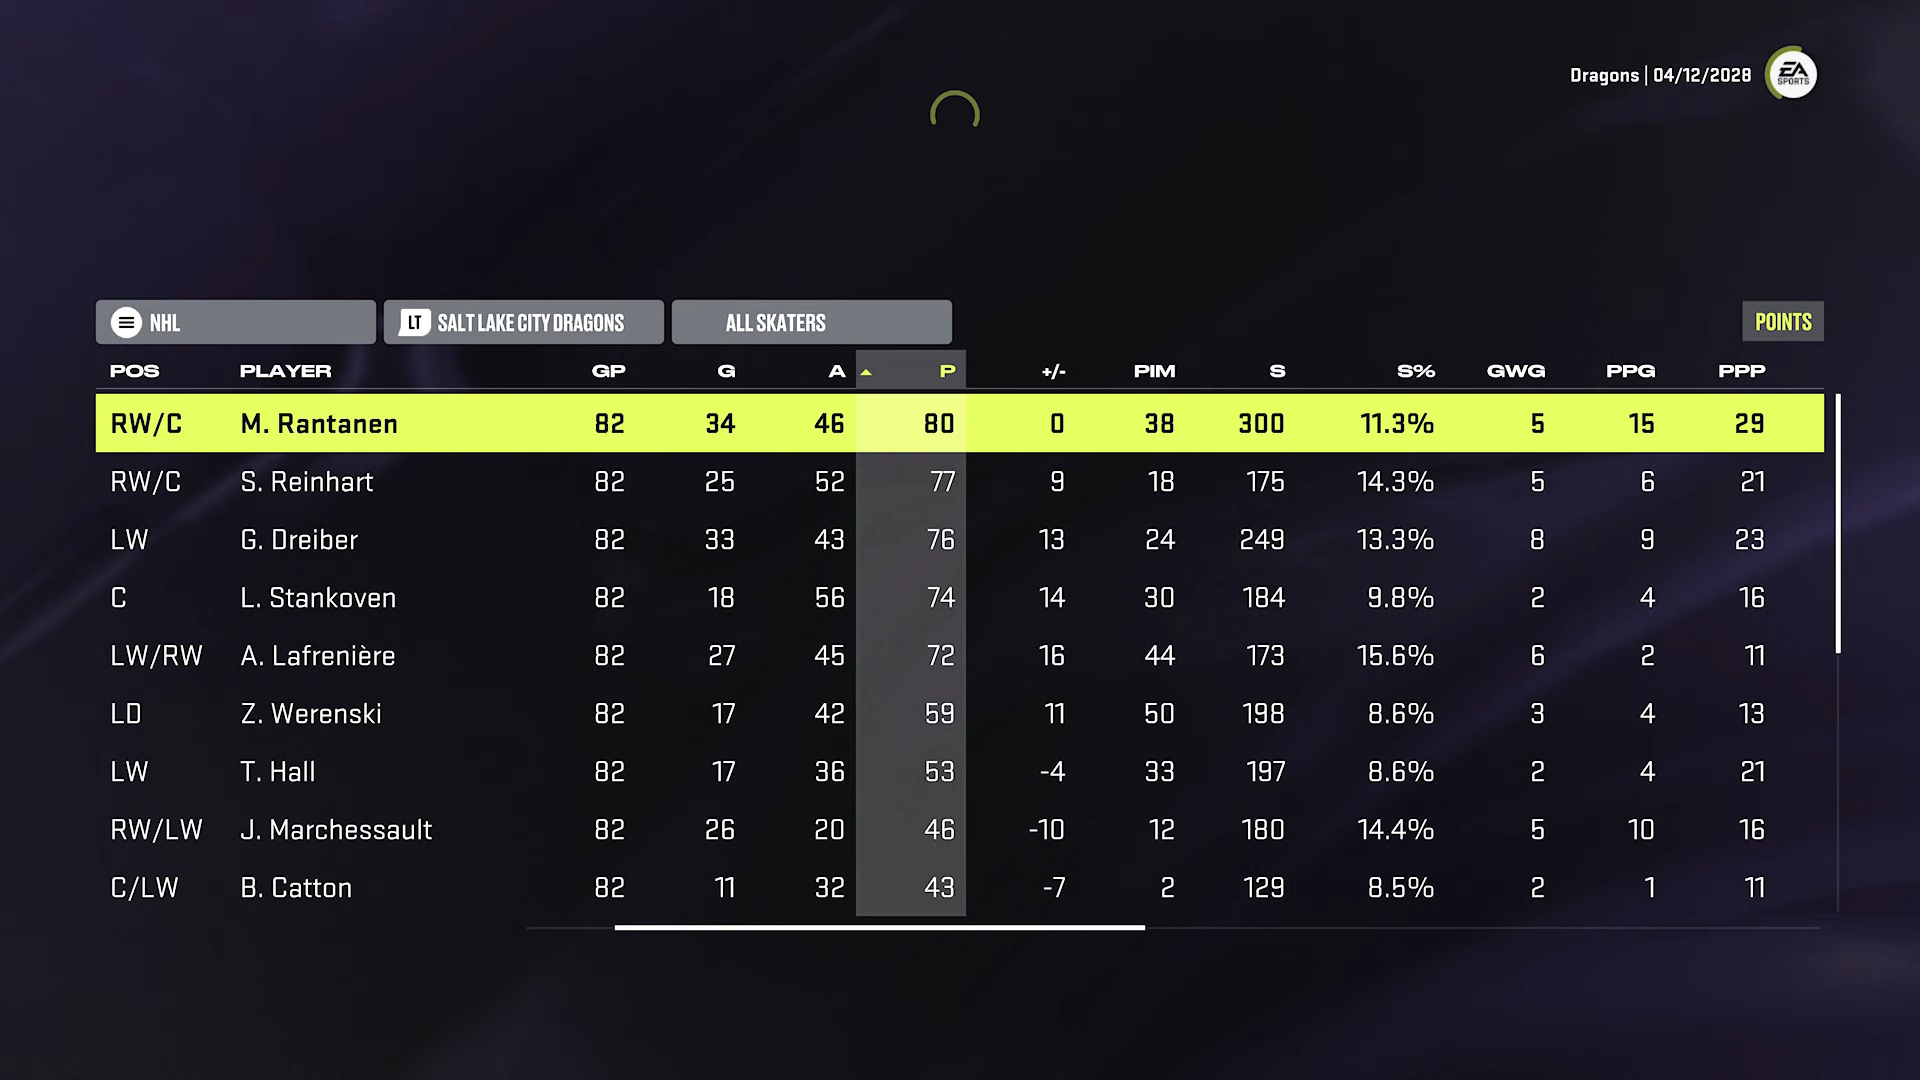 Dragons | 04/12/2028
EA SPORTS
NHL LT SALT LAKE CITY DRAGONS ALL SKATERS POINTS
POS PLAYER GP G A P +/- PIM S S% GWG PPG PPP
RW/C M. Rantanen 82 34 46 80 0 38 300 11.3% 5 15 29
RW/C S. Reinhart 82 25 52 77 9 18 175 14.3% 5 6 21
LW G. Dreiber 82 33 43 76 13 24 249 13.3% 8 9 23
C L. Stankoven 82 18 56 74 14 30 184 9.8% 2 4 16
LW/RW A. Lafrenière 82 27 45 72 16 44 173 15.6% 6 2 11
LD Z. Werenski 82 17 42 59 11 50 198 8.6% 3 4 13
LW T. Hall 82 17 36 53 -4 33 197 8.6% 2 4 21
RW/LW J. Marchessault 82 26 20 46 -10 12 180 14.4% 5 10 16
C/LW B. Catton 82 11 32 43 -7 2 129 8.5% 2 1 11